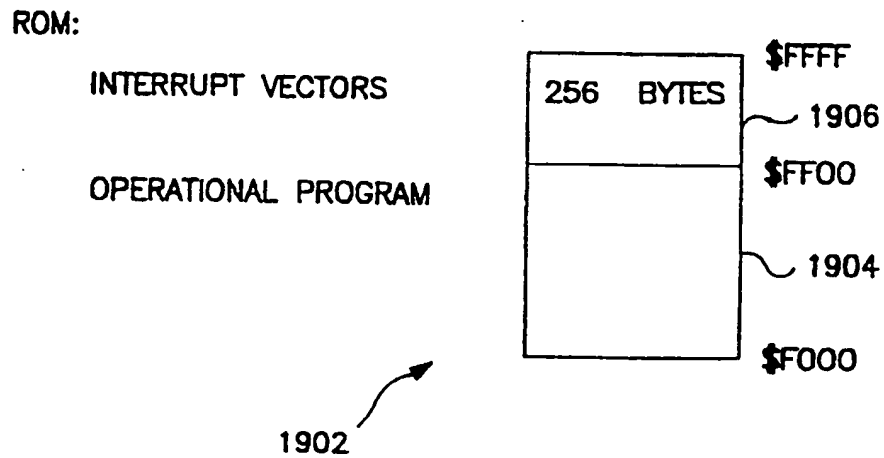 ROM:
$FFFF
INTERRUPT VECTORS
256 BYTES
1906
$FF00
OPERATIONAL PROGRAM
1904
$F000
1902